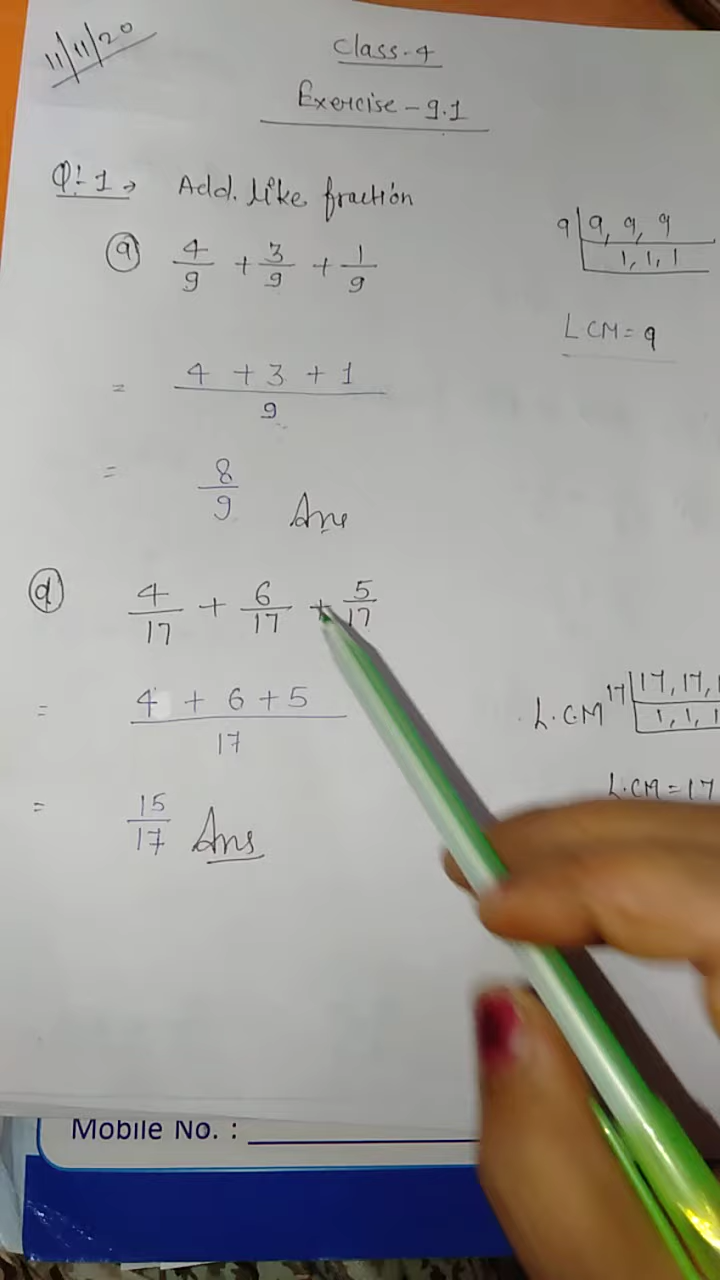 11/11/20
Class-4
Exercise-9.1
Q:-1→ Add. like fraction
(a) 4/9 + 3/9 + 1/9
9 | 9, 9, 9
1, 1, 1
LCM = 9
= 4 + 3 + 1 / 9
= 8/9 Ans
(d) 4/17 + 6/17 + 5/17
= 4 + 6 + 5 / 17
L.CM 17 | 17, 17, 1
1, 1, 1
L.CM = 17
= 15/17 Ans
Mobile No. :